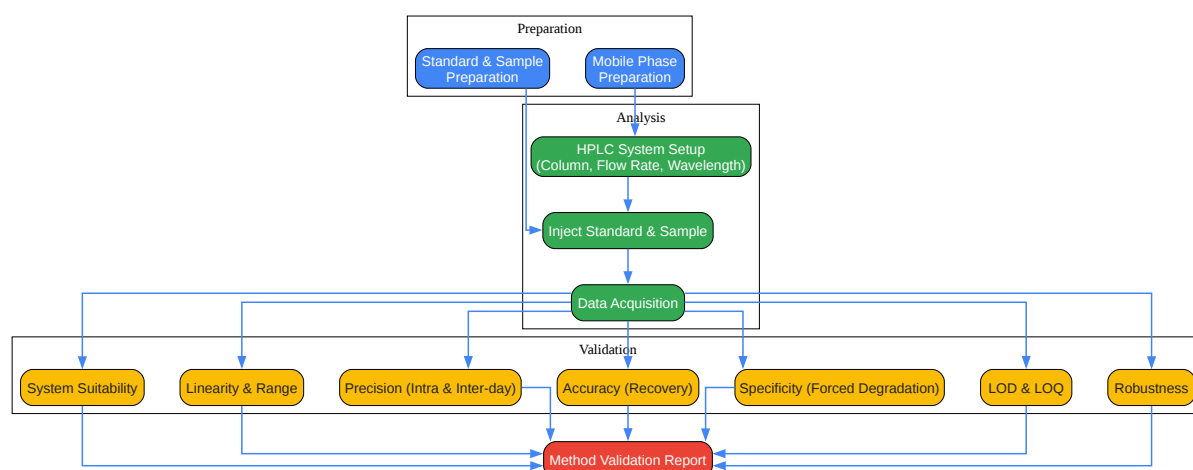 Preparation
Standard & Sample
Preparation
Mobile Phase
Preparation
Analysis
HPLC System Setup
(Column, Flow Rate, Wavelength)
Inject Standard & Sample
Data Acquisition
Validation
System Suitability
Linearity & Range
Precision (Intra & Inter-day)
Accuracy (Recovery)
Specificity (Forced Degradation)
LOD & LOQ
Robustness
Method Validation Report